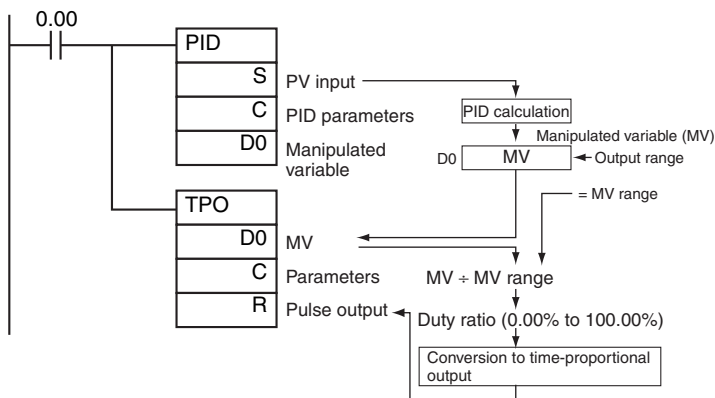 0.00
PID
S PV input
C PID parameters
D0 Manipulated
variable
PID calculation
Manipulated variable (MV)
D0 MV Output range
= MV range
TPO
D0 MV
C Parameters
R Pulse output
MV ÷ MV range
Duty ratio (0.00% to 100.00%)
Conversion to time-proportional
output